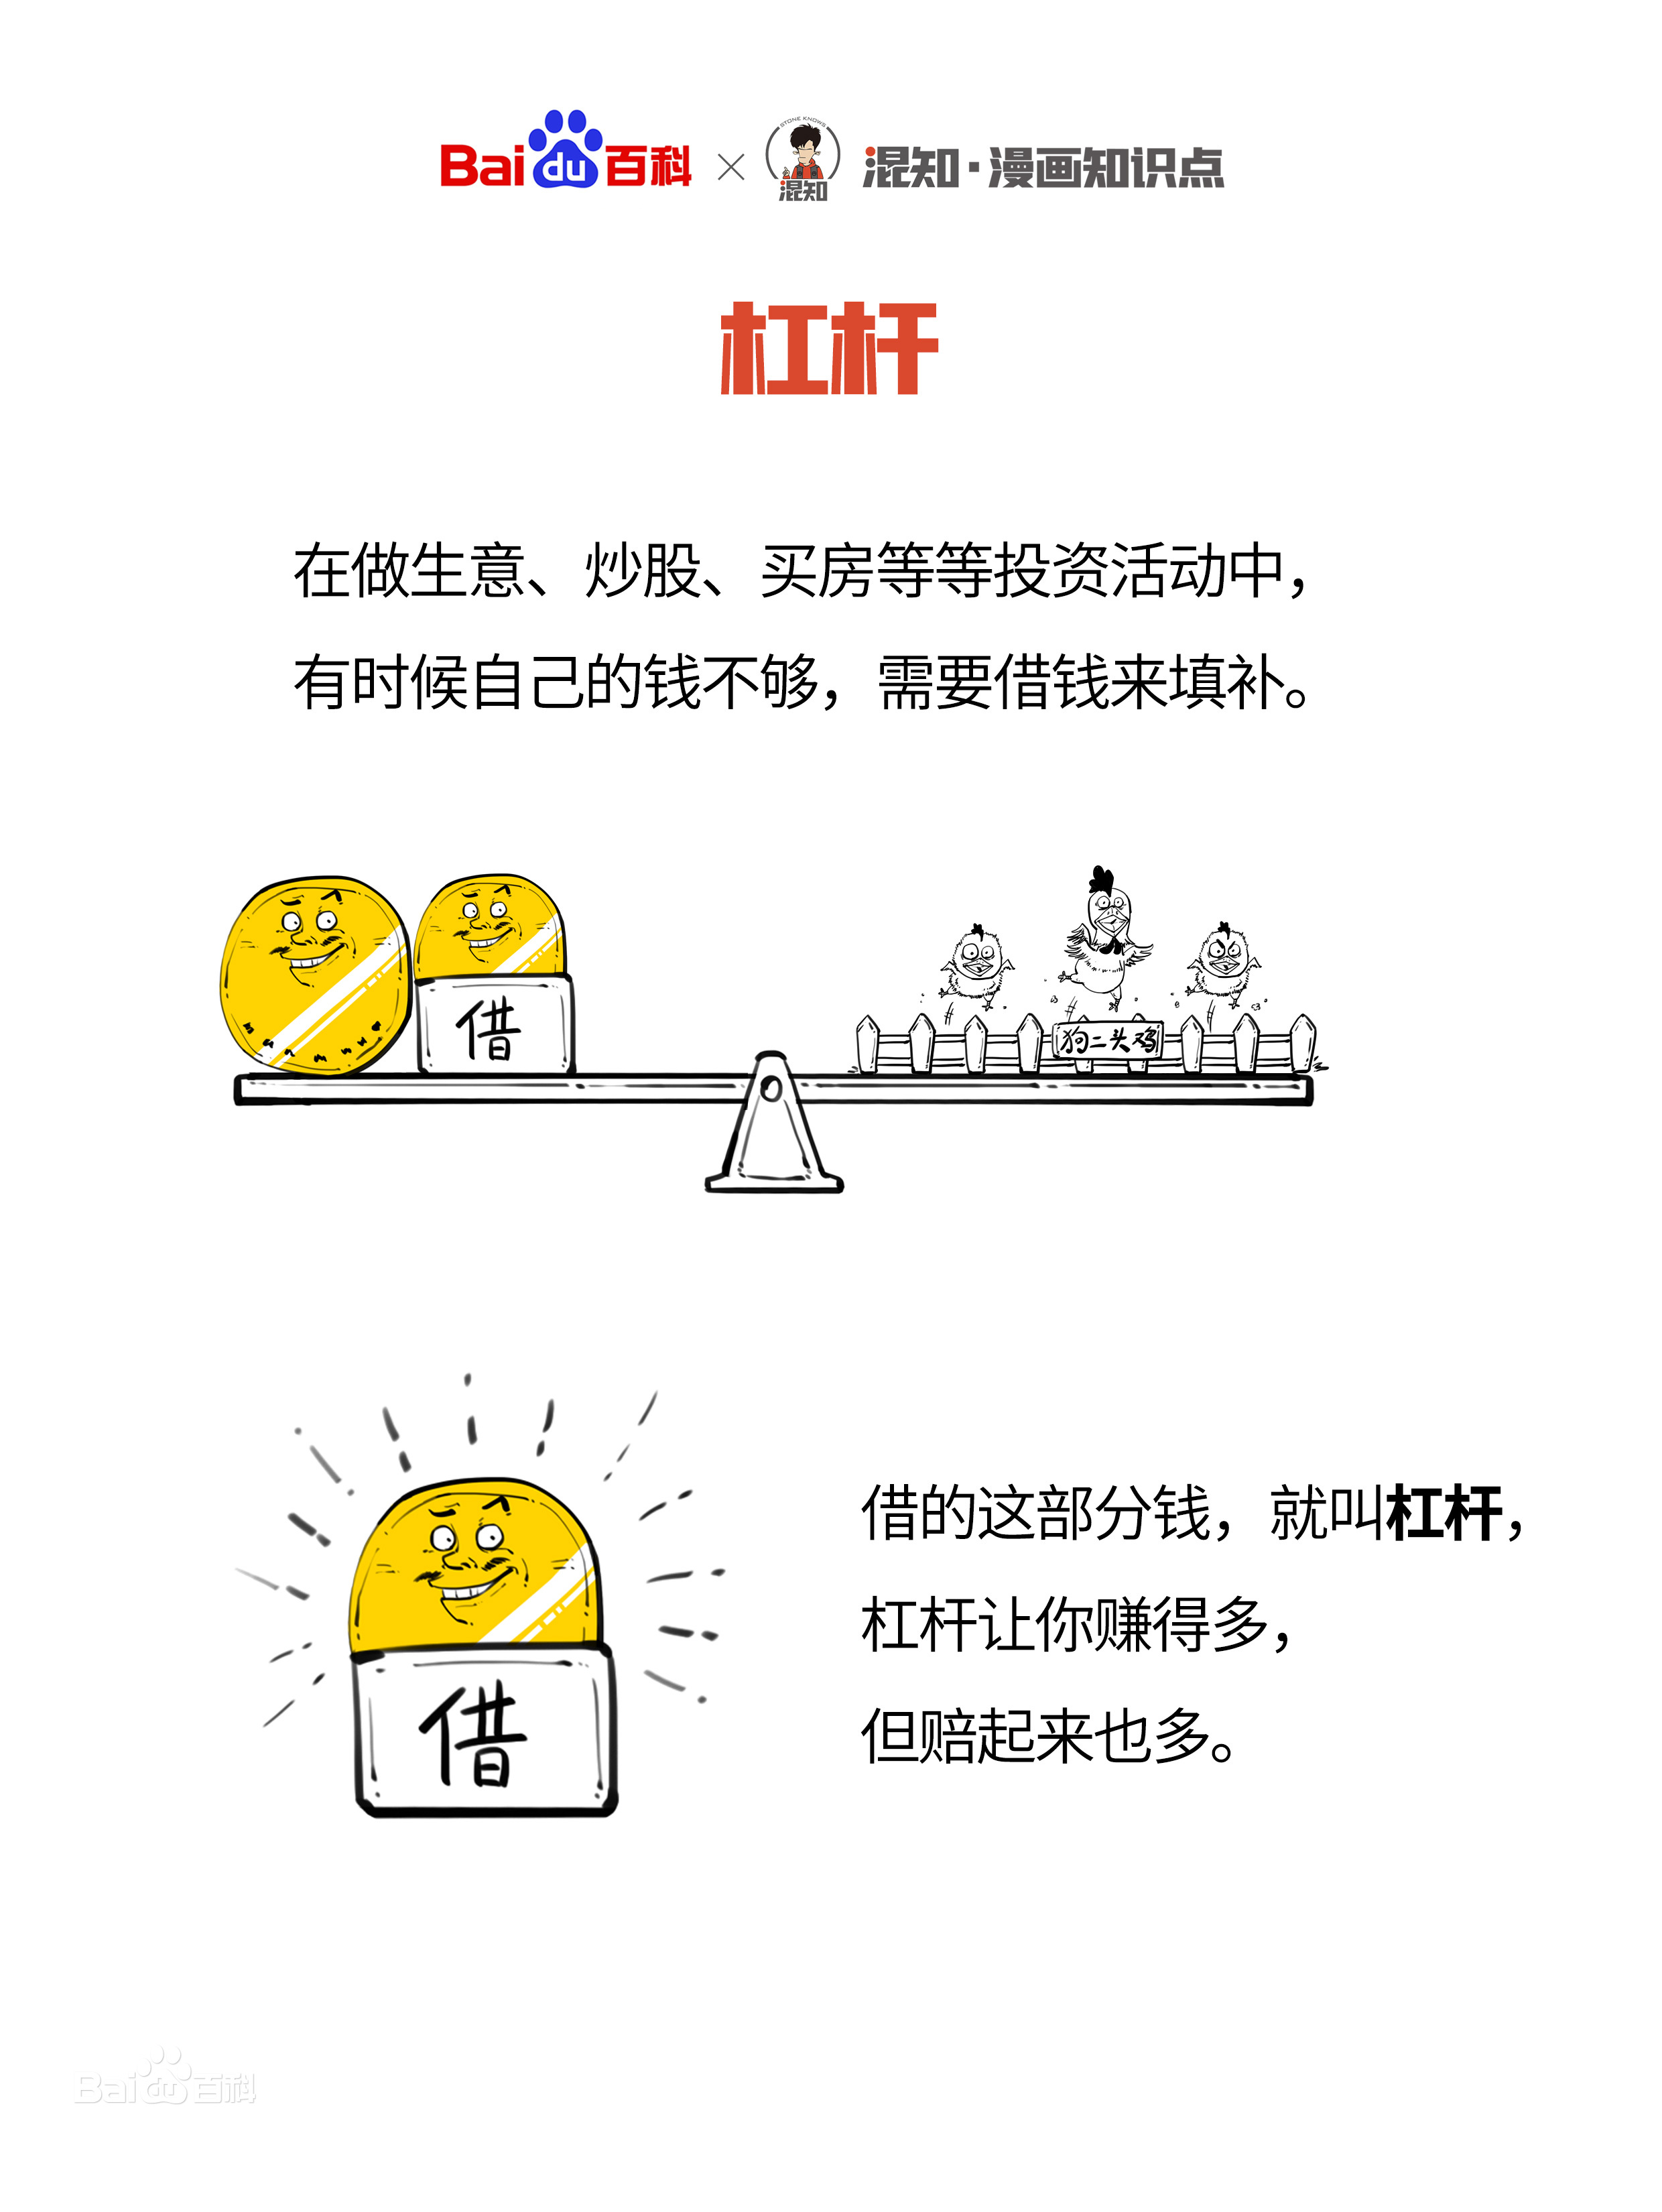 Baidu百科 × STONE KNOWS 混知 混知·漫画知识点
杠杆
在做生意、炒股、买房等等投资活动中，
有时候自己的钱不够，需要借钱来填补。
借
狗二头鸡
借的这部分钱，就叫杠杆，
杠杆让你赚得多，
但赔起来也多。
借
Baidu百科